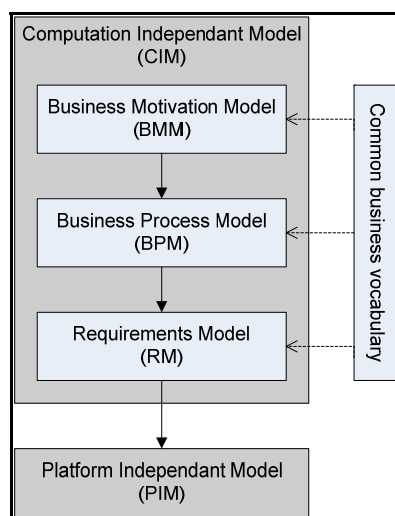 Computation Independant Model
(CIM)
Business Motivation Model
(BMM)
Business Process Model
(BPM)
Requirements Model
(RM)
Common business vocabulary
Platform Independant Model
(PIM)